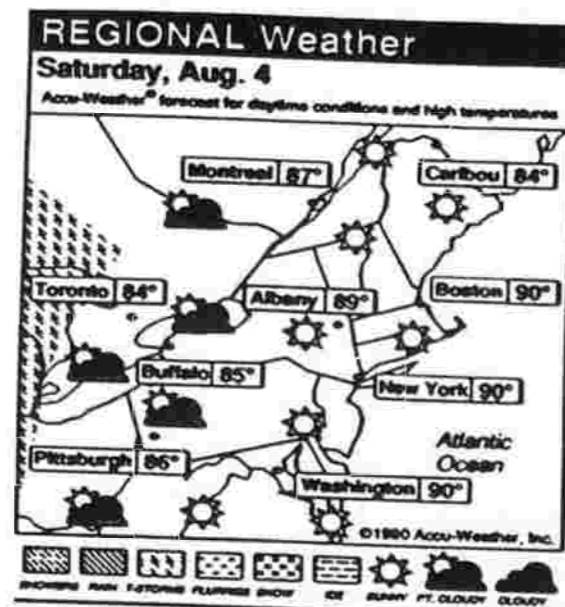 REGIONAL Weather
Saturday, Aug. 4
Accu-Weather® forecast for daytime conditions and high temperatures
Montreal 87°
Caribou 84°
Toronto 84°
Albany 89°
Boston 90°
Buffalo 85°
New York 90°
Atlantic
Ocean
Pittsburgh 86°
Washington 90°
©1990 Accu-Weather, Inc.
SHOWERS RAIN T-STORMS FLURRIES SNOW ICE SUNNY PT. CLOUDY CLOUDY